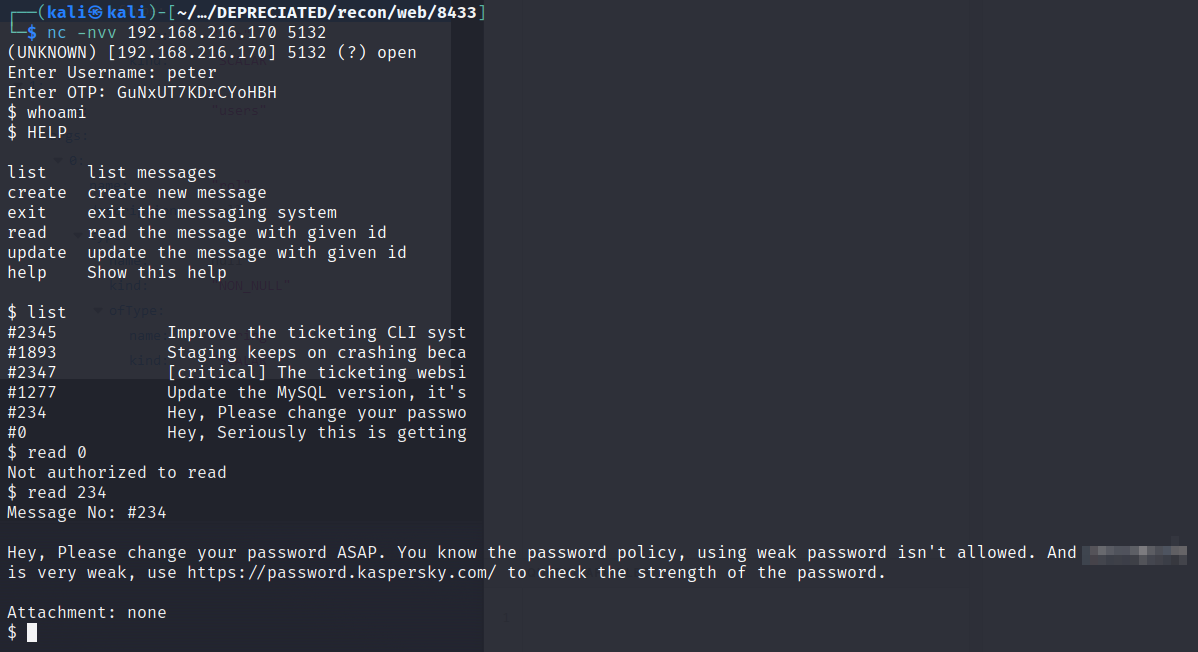 ┌──(kali㉿kali)-[~/…/DEPRECIATED/recon/web/8433]
└─$ nc -nvv 192.168.216.170 5132
(UNKNOWN) [192.168.216.170] 5132 (?) open
Enter Username: peter
Enter OTP: GuNxUT7KDrCYoHBH
$ whoami
$ HELP
list    list messages
create  create new message
exit    exit the messaging system
read    read the message with given id
update  update the message with given id
help    Show this help
$ list
#2345           Improve the ticketing CLI syst
#1893           Staging keeps on crashing beca
#2347           [critical] The ticketing websi
#1277           Update the MySQL version, it's
#234            Hey, Please change your passwo
#0              Hey, Seriously this is getting
$ read 0
Not authorized to read
$ read 234
Message No: #234
Hey, Please change your password ASAP. You know the password policy, using weak password isn't allowed. And
is very weak, use https://password.kaspersky.com/ to check the strength of the password.
Attachment: none
$